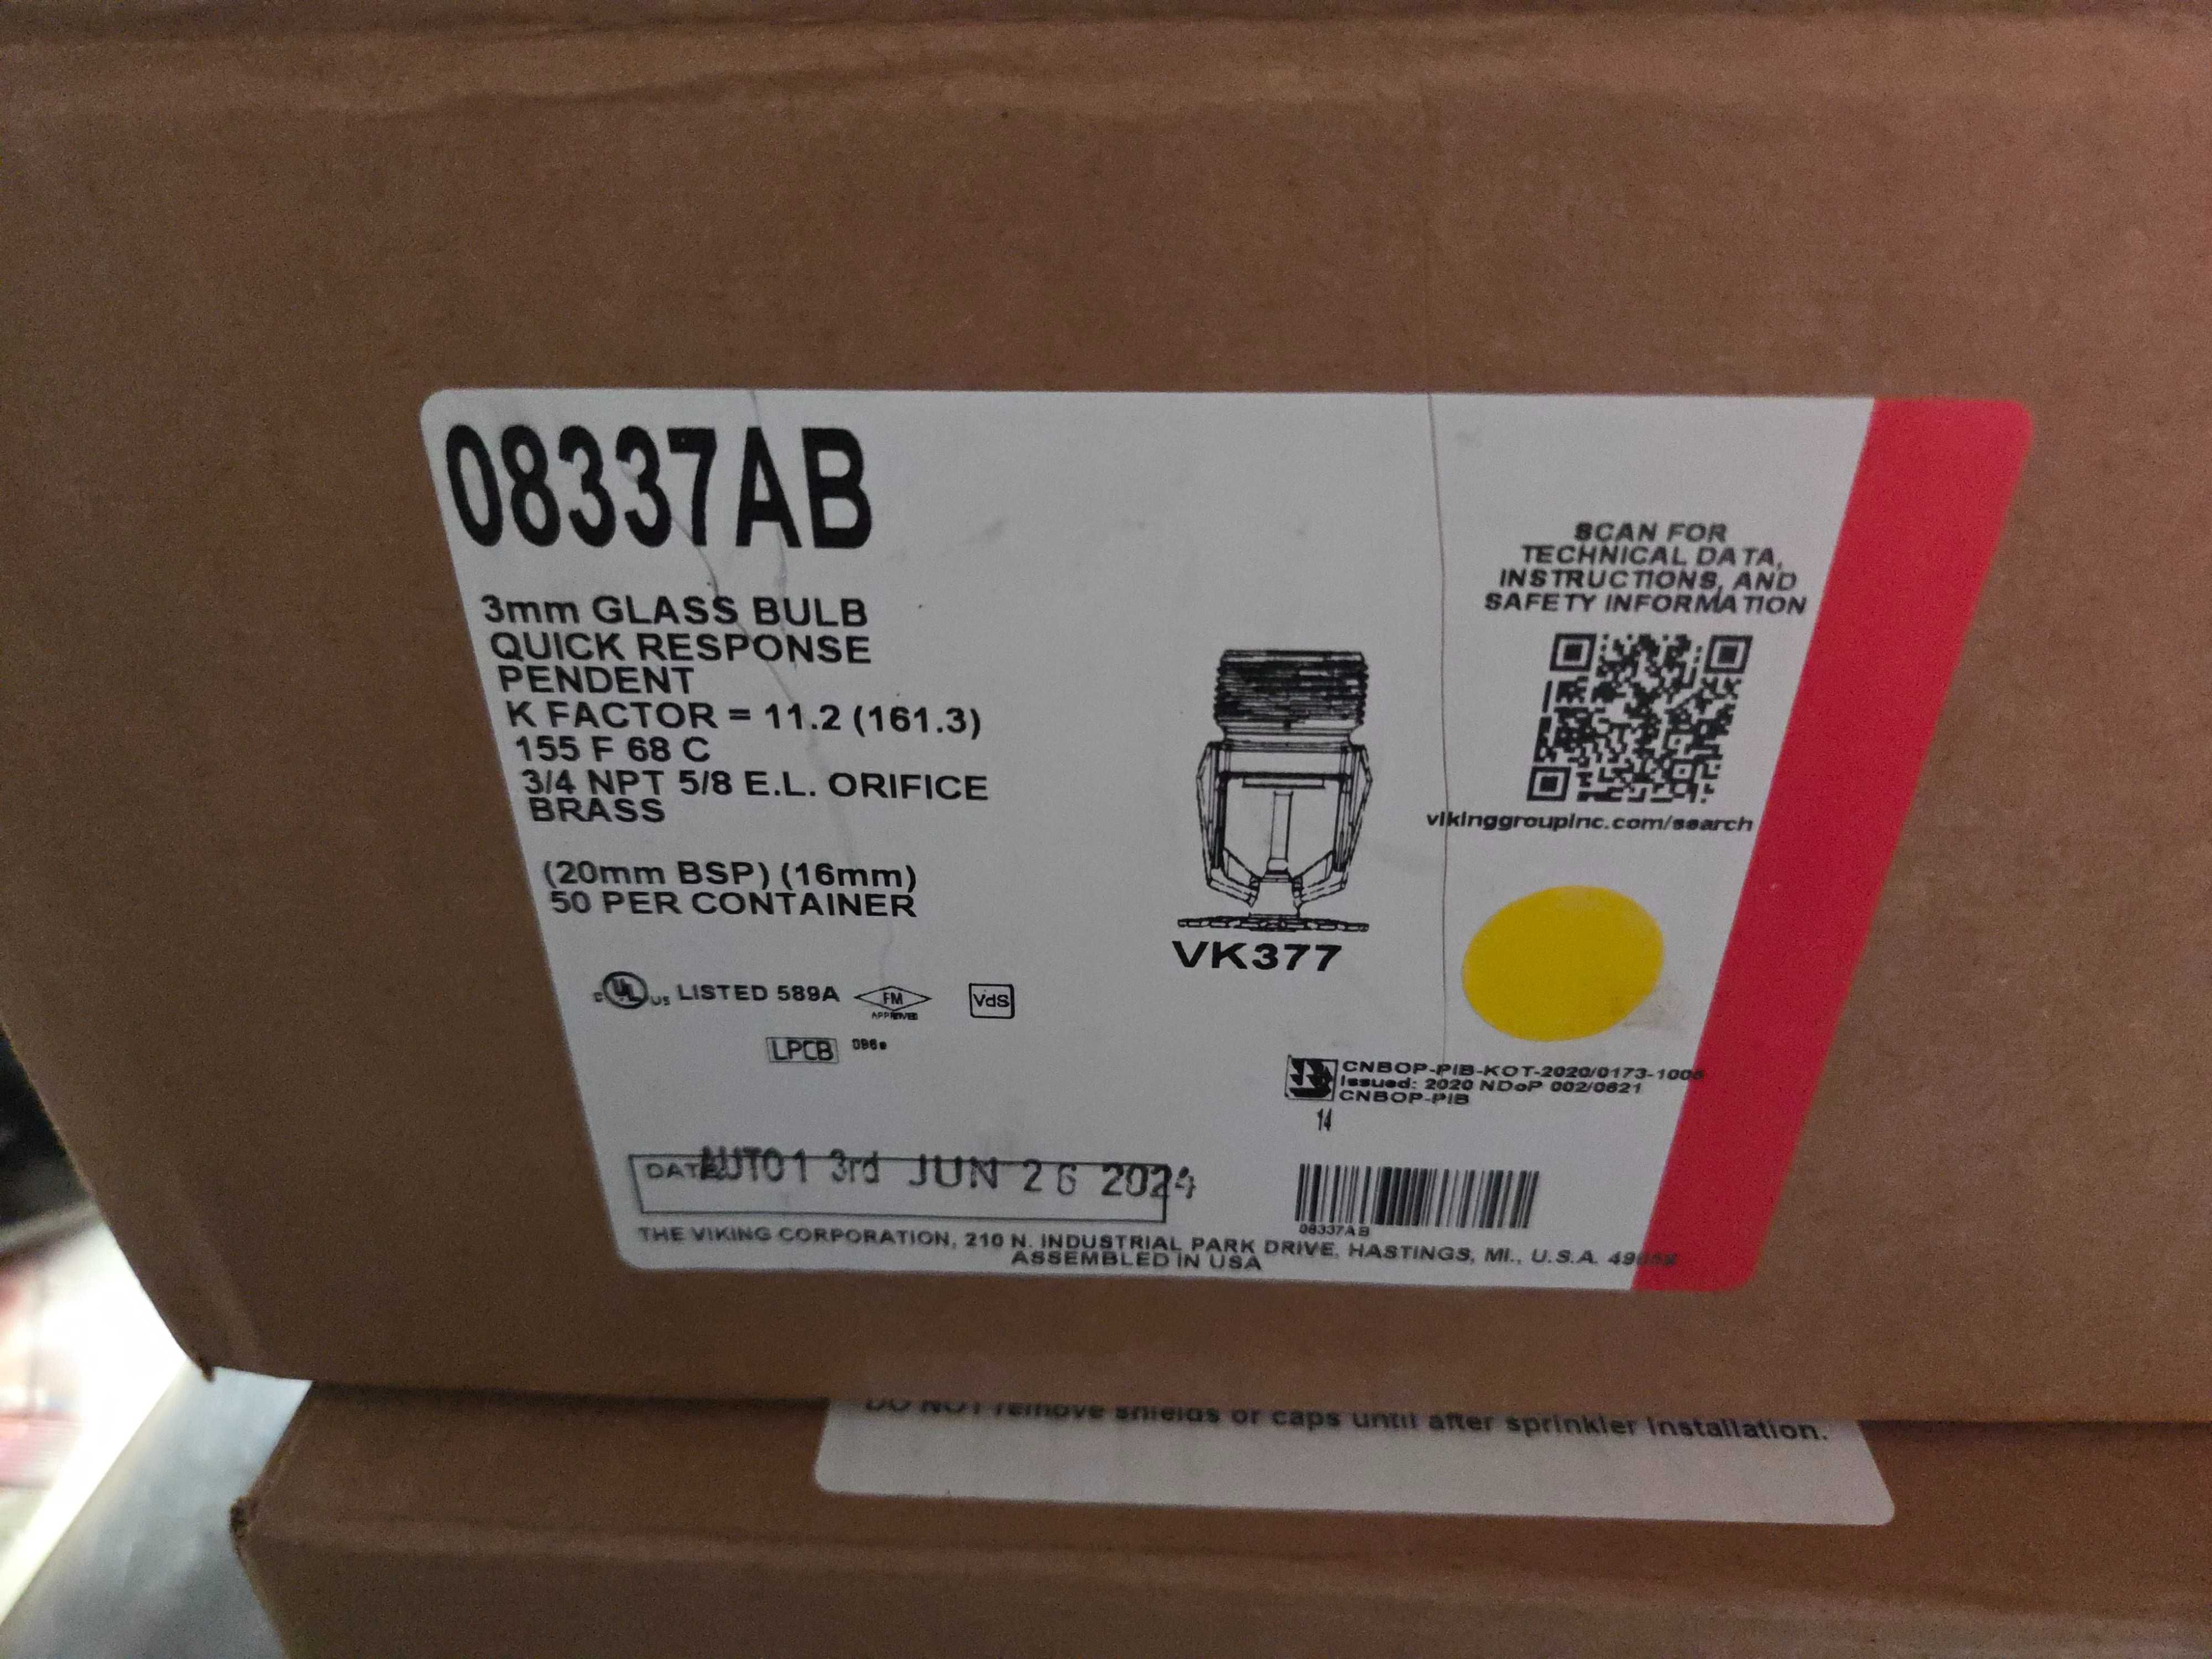 08337AB
3mm GLASS BULB
QUICK RESPONSE
PENDENT
K FACTOR = 11.2 (161.3)
155 F 68 C
3/4 NPT 5/8 E.L. ORIFICE
BRASS
(20mm BSP) (16mm)
50 PER CONTAINER
c UL US LISTED 589A
FM
APPROVED
VdS
LPCB
SCAN FOR
TECHNICAL DATA,
INSTRUCTIONS, AND
SAFETY INFORMATION
vikinggroupinc.com/search
VK377
CNBOP-PIB-KOT-2020/0173-1005
Issued: 2020 NDoP 002/0621
CNBOP-PIB
14
DATE AUTO1 3rd JUN 26 2024
08337AB
THE VIKING CORPORATION, 210 N. INDUSTRIAL PARK DRIVE, HASTINGS, MI., U.S.A.
ASSEMBLED IN USA
DO NOT remove shields or caps until after sprinkler installation.